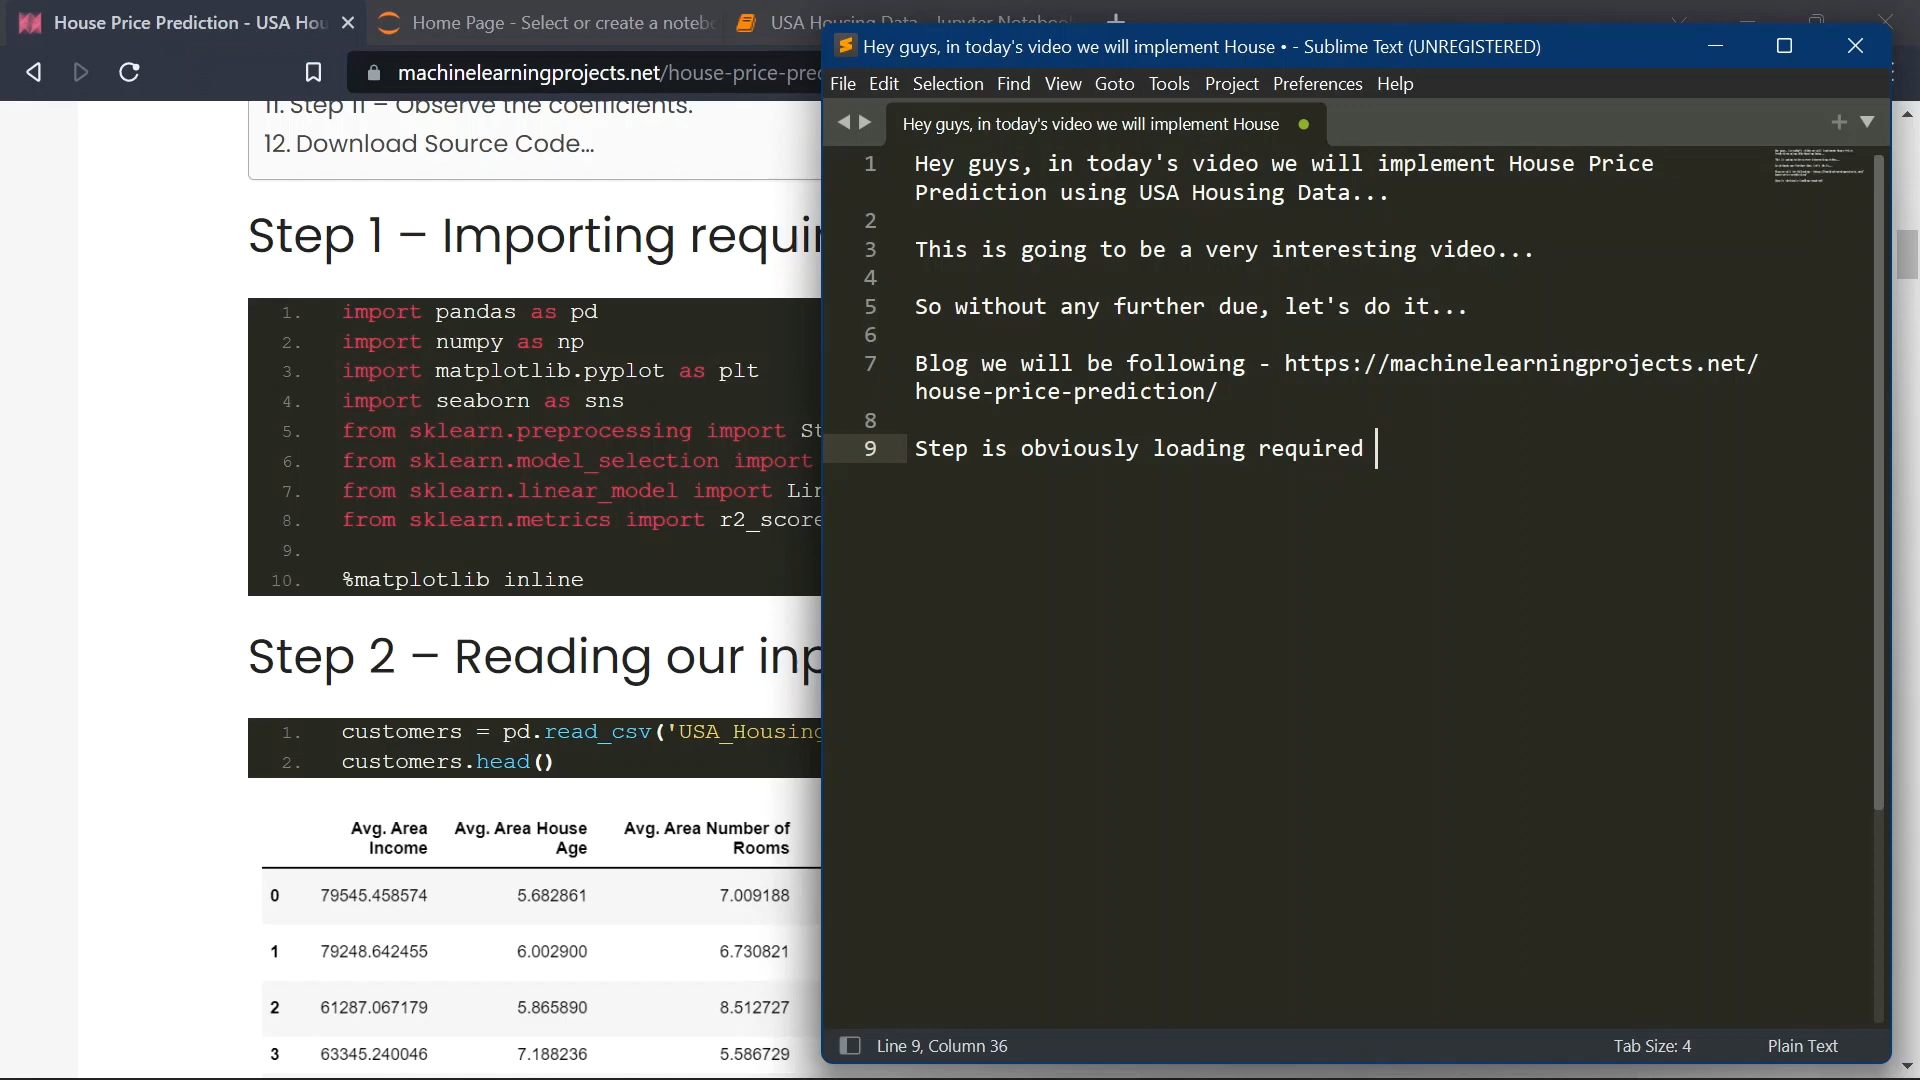 House Price Prediction - USA Hou
Home Page - Select or create a noteb
USA Housing Data - Jupyter Notebook
machinelearningprojects.net/house-price-pred
11. Step 11 – Observe the coefficients.
12. Download Source Code…
Step 1 – Importing requir
1. import pandas as pd
2. import numpy as np
3. import matplotlib.pyplot as plt
4. import seaborn as sns
5. from sklearn.preprocessing import St
6. from sklearn.model_selection import
7. from sklearn.linear_model import Lin
8. from sklearn.metrics import r2_score
9.
10. %matplotlib inline
Step 2 – Reading our inp
1. customers = pd.read_csv('USA_Housing
2. customers.head()
Avg. Area Income Avg. Area House Age Avg. Area Number of Rooms
0 79545.458574 5.682861 7.009188
1 79248.642455 6.002900 6.730821
2 61287.067179 5.865890 8.512727
3 63345.240046 7.188236 5.586729
Hey guys, in today's video we will implement House • - Sublime Text (UNREGISTERED)
File Edit Selection Find View Goto Tools Project Preferences Help
Hey guys, in today's video we will implement House
1 Hey guys, in today's video we will implement House Price
Prediction using USA Housing Data...
2
3 This is going to be a very interesting video...
4
5 So without any further due, let's do it...
6
7 Blog we will be following - https://machinelearningprojects.net/
house-price-prediction/
8
9 Step is obviously loading required
Line 9, Column 36
Tab Size: 4
Plain Text